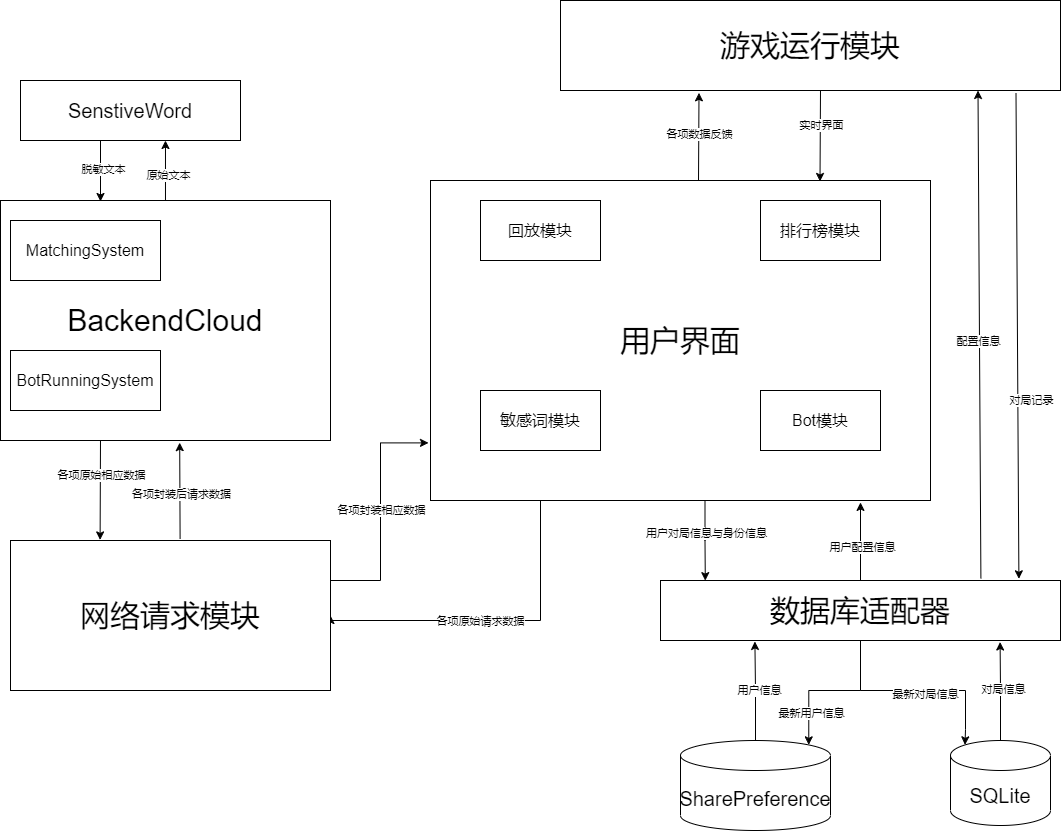 游戏运行模块
SenstiveWord
各项数据反馈
实时界面
脱敏文本
原始文本
MatchingSystem
BackendCloud
BotRunningSystem
回放模块
排行榜模块
用户界面
敏感词模块
Bot模块
配置信息
对局记录
各项原始相应数据
各项封装后请求数据
各项封装相应数据
用户对局信息与身份信息
用户配置信息
网络请求模块
各项原始请求数据
数据库适配器
用户信息
最新用户信息
最新对局信息
对局信息
SharePreference
SQLite